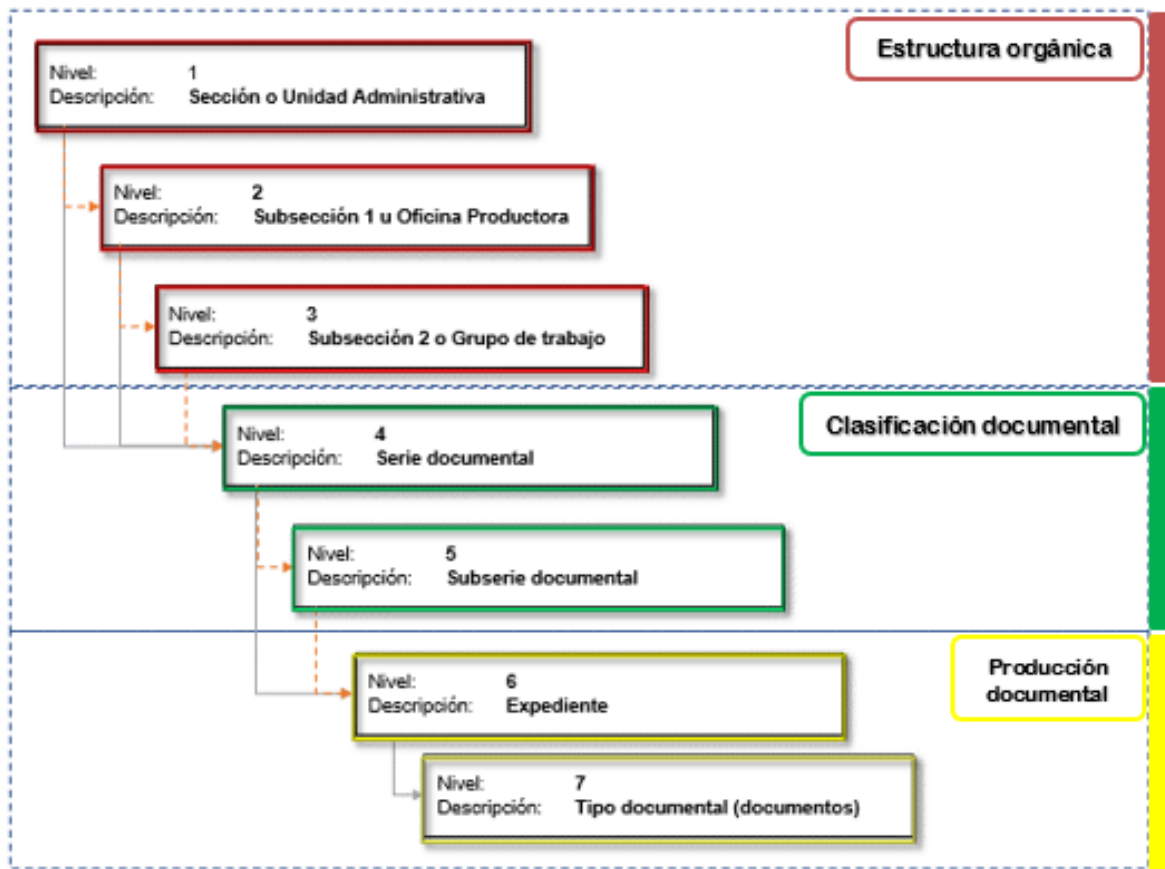 Estructura orgânica
Nivel: 1
Descripción: Sección o Unidad Administrativa
Nivel: 2
Descripción: Subsección 1 u Oficina Productora
Nivel: 3
Descripción: Subsección 2 o Grupo de trabajo
Clasificación documental
Nivel: 4
Descripción: Serie documental
Nivel: 5
Descripción: Subserie documental
Producción
documental
Nivel: 6
Descripción: Expediente
Nivel: 7
Descripción: Tipo documental (documentos)